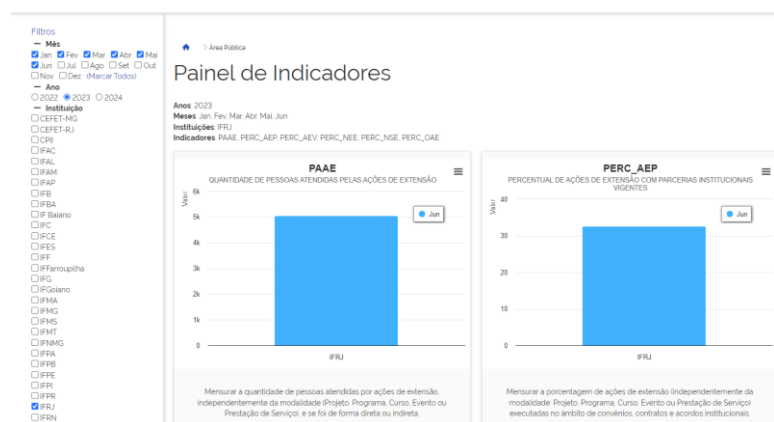 Filtros
— Mês
Jan Fev Mar Abr Mai
Jun Jul Ago Set Out
Nov Dez (Marcar Todos)
— Ano
2022 2023 2024
— Instituição
CEFET-MG
CEFET-RJ
CPII
IFAC
IFAL
IFAM
IFAP
IFB
IFBA
IF Baiano
IFC
IFCE
IFES
IFF
IFFarroupilha
IFG
IFGoiano
IFMA
IFMG
IFMS
IFMT
IFNMG
IFPA
IFPB
IFPE
IFPI
IFPR
IFRJ
IFRN
> Área Pública
Painel de Indicadores
Anos: 2023
Meses: Jan, Fev, Mar, Abr, Mai, Jun
Instituições: IFRJ
Indicadores: PAAE, PERC_AEP, PERC_AEV, PERC_NEE, PERC_NSE, PERC_OAE
PAAE
QUANTIDADE DE PESSOAS ATENDIDAS PELAS AÇÕES DE EXTENSÃO
Valor
6k
5k
4k
3k
2k
1k
0
Jun
IFRJ
Mensurar a quantidade de pessoas atendidas por ações de extensão,
independentemente da modalidade (Projeto, Programa, Curso, Evento ou
Prestação de Serviço), e se foi de forma direta ou indireta.
PERC_AEP
PERCENTUAL DE AÇÕES DE EXTENSÃO COM PARCERIAS INSTITUCIONAIS
VIGENTES
Valor
40
30
20
10
0
Jun
IFRJ
Mensurar a porcentagem de ações de extensão (independentemente da
modalidade: Projeto, Programa, Curso, Evento ou Prestação de Serviço)
executadas no âmbito de convênios, contratos e acordos institucionais,